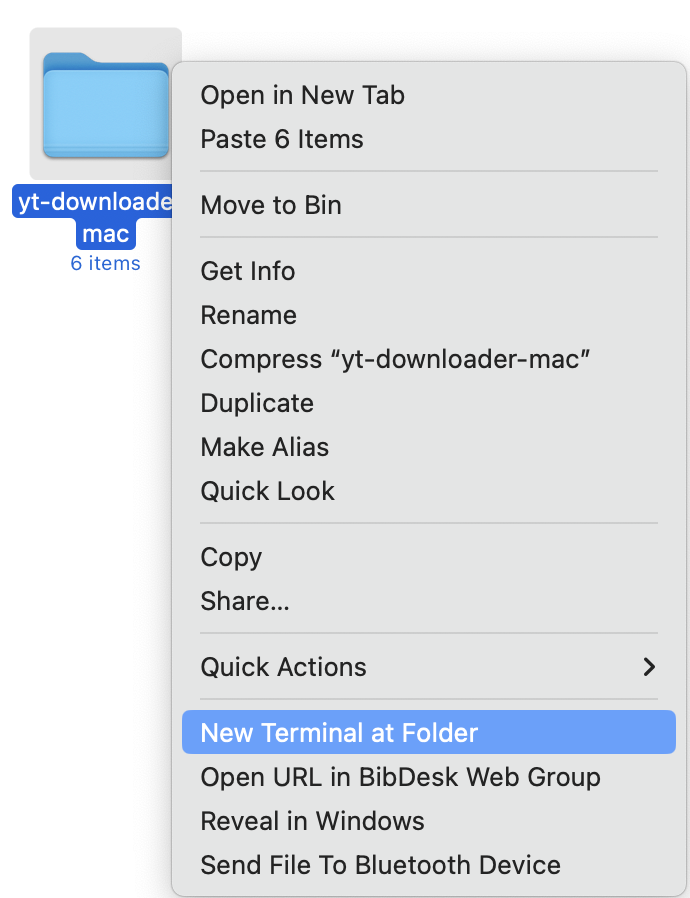 yt-downloade
mac
6 items
Open in New Tab
Paste 6 Items
Move to Bin
Get Info
Rename
Compress “yt-downloader-mac”
Duplicate
Make Alias
Quick Look
Copy
Share...
Quick Actions
New Terminal at Folder
Open URL in BibDesk Web Group
Reveal in Windows
Send File To Bluetooth Device